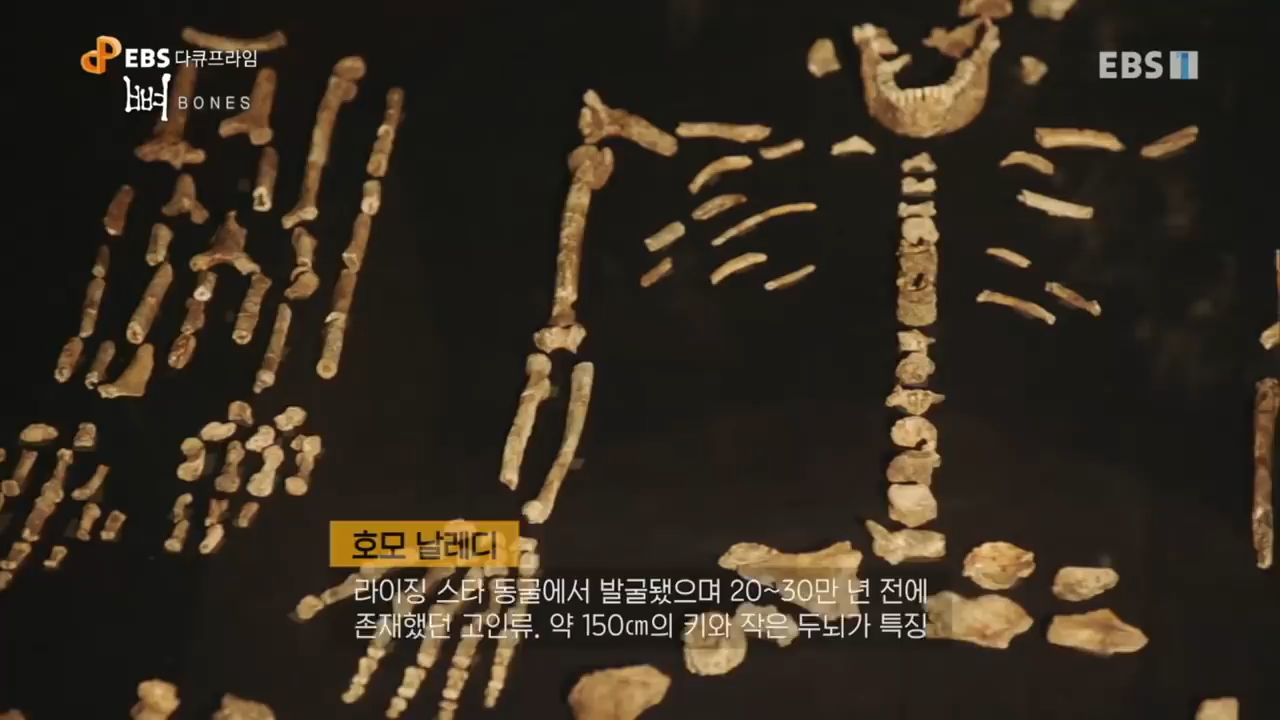 EBS 다큐프라임
뼈 BONES
EBS 1
호모 날레디
라이징 스타 동굴에서 발굴됐으며 20~30만 년 전에
존재했던 고인류. 약 150㎝의 키와 작은 두뇌가 특징